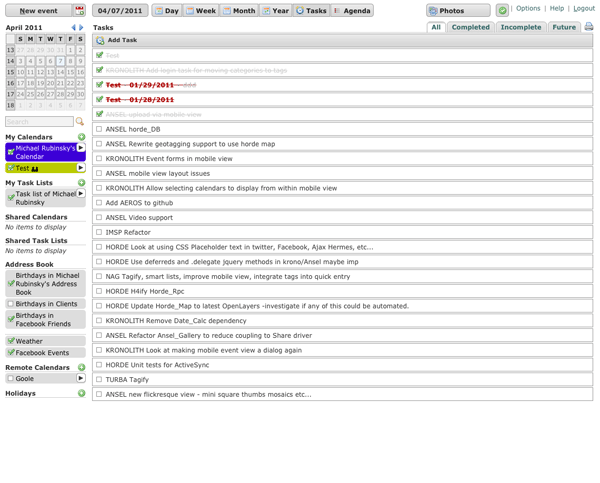 New event
04/07/2011
Day
Week
Month
Year
Tasks
Agenda
Photos
Options
Help
Logout
April 2011
S M T W T F S
13 27 28 29 30 31 1 2
14 3 4 5 6 7 8 9
15 10 11 12 13 14 15 16
16 17 18 19 20 21 22 23
17 24 25 26 27 28 29 30
18 1 2 3 4 5 6 7
Search
My Calendars
Michael Rubinsky's
Calendar
Test
My Task Lists
Task list of Michael
Rubinsky
Shared Calendars
No items to display
Shared Task Lists
No items to display
Address Book
Birthdays in Michael
Rubinsky's Address
Book
Birthdays in Clients
Birthdays in
Facebook Friends
Weather
Facebook Events
Remote Calendars
Goole
Holidays
Tasks
All
Completed
Incomplete
Future
Add Task
Test
KRONOLITH Add login task for moving categories to tags
Test - 01/29/2011 - ddd
Test - 01/28/2011
ANSEL upload via mobile view
ANSEL horde_DB
ANSEL Rewrite geotagging support to use horde map
KRONOLITH Event forms in mobile view
ANSEL mobile view layout issues
KRONOLITH Allow selecting calendars to display from within mobile view
Add AEROS to github
ANSEL Video support
IMSP Refactor
HORDE Look at using CSS Placeholder text in twitter, Facebook, Ajax Hermes, etc...
HORDE Use deferreds and .delegate jquery methods in krono/Ansel maybe imp
NAG Tagify, smart lists, improve mobile view, integrate tags into quick entry
HORDE H4ify Horde_Rpc
HORDE Update Horde_Map to latest OpenLayers -investigate if any of this could be automated.
KRONOLITH Remove Date_Calc dependency
ANSEL Refactor Ansel_Gallery to reduce coupling to Share driver
KRONOLITH Look at making mobile event view a dialog again
HORDE Unit tests for ActiveSync
TURBA Tagify
ANSEL new flickresque view - mini square thumbs mosaics etc...